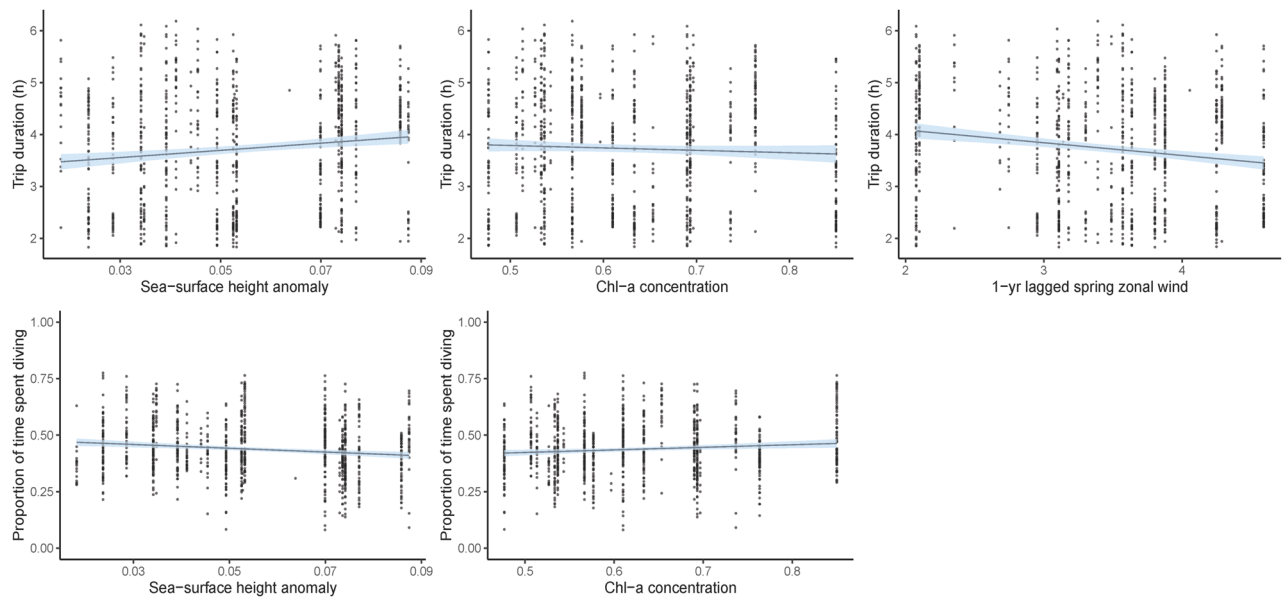 Trip duration (h)
6
5
4
3
2
0.03 0.05 0.07 0.09
Sea−surface height anomaly
Trip duration (h)
6
5
4
3
2
0.5 0.6 0.7 0.8
Chl−a concentration
Trip duration (h)
6
5
4
3
2
2 3 4
1−yr lagged spring zonal wind
Proportion of time spent diving
1.00
0.75
0.50
0.25
0.00
0.03 0.05 0.07 0.09
Sea−surface height anomaly
Proportion of time spent diving
1.00
0.75
0.50
0.25
0.00
0.5 0.6 0.7 0.8
Chl−a concentration